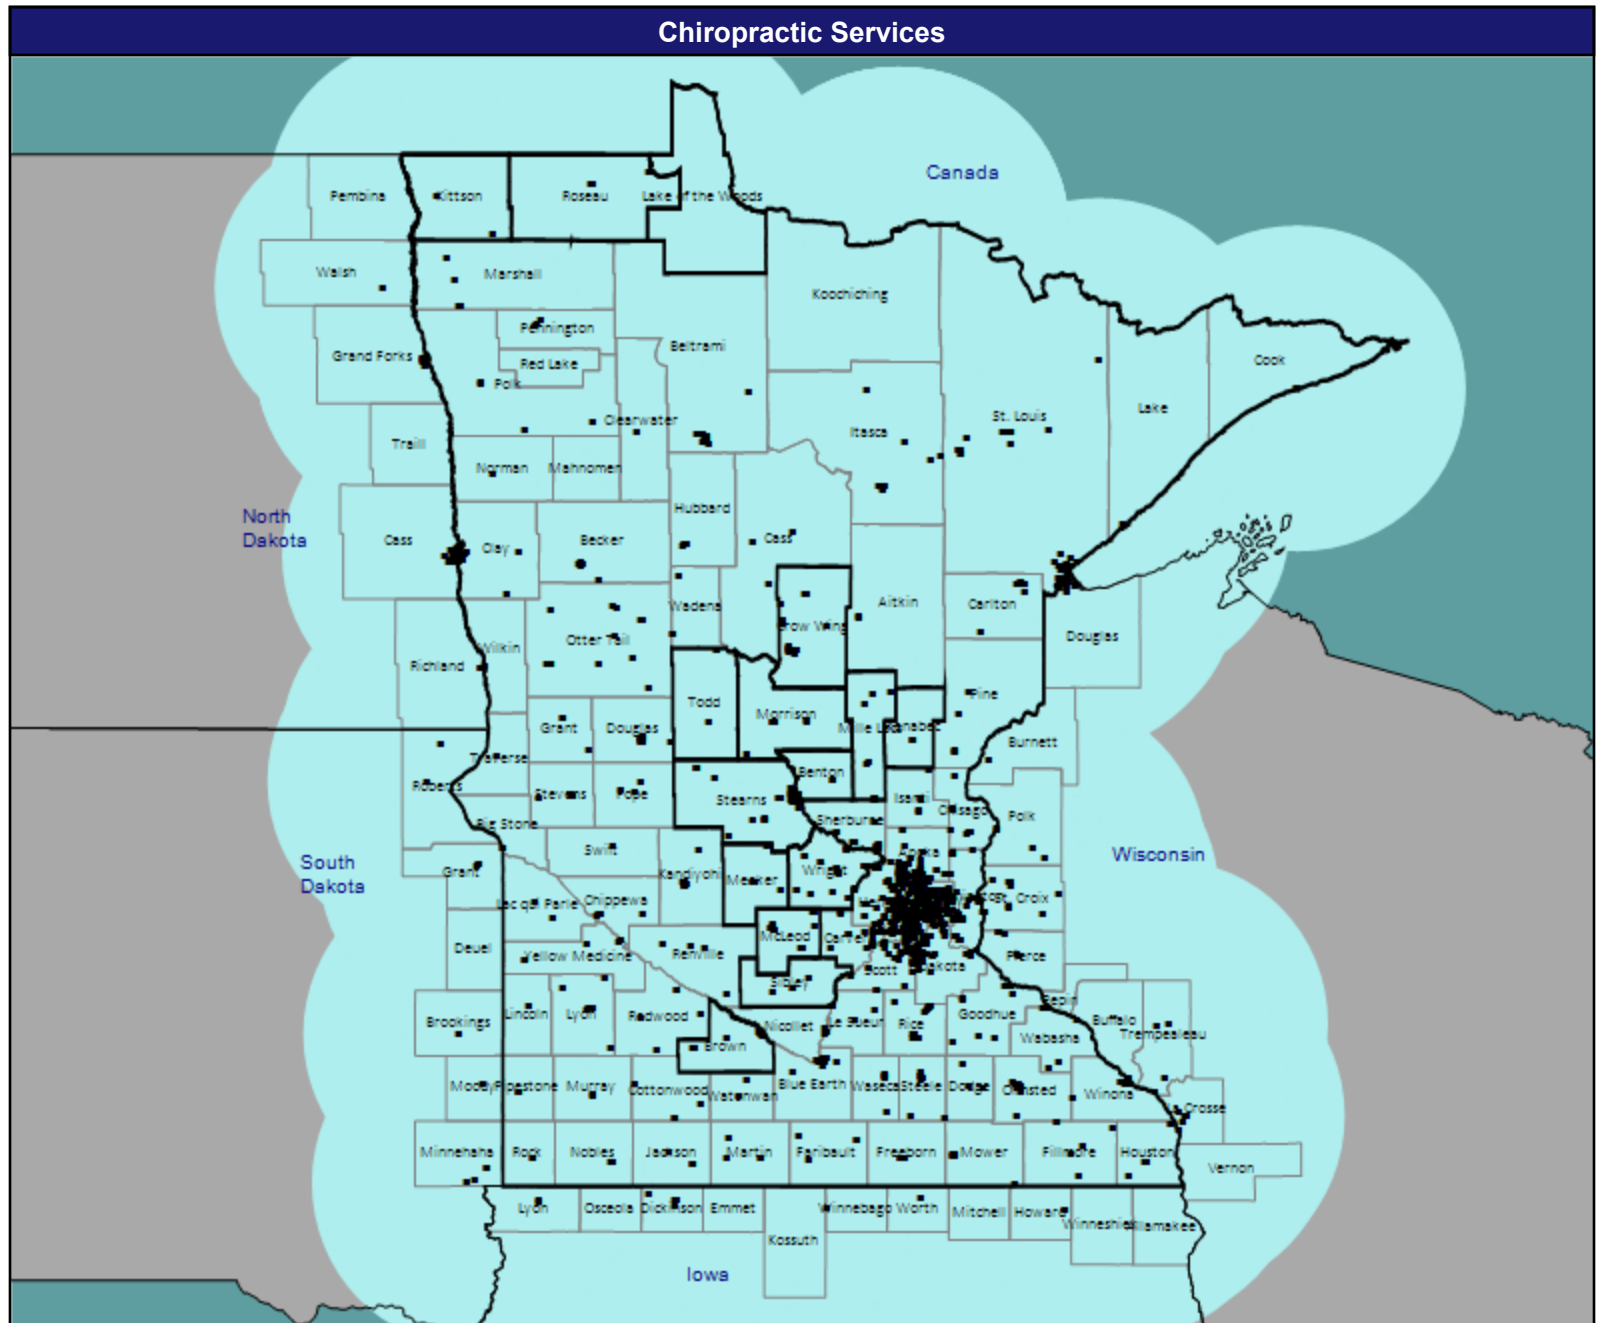 Chiropractic Services
Canada
Pembina
Kittson
Roseau
Lake of the Woods
Walsh
Marshall
Koochiching
Pennington
Grand Forks
Beltrami
Red Lake
Cook
Polk
Lake
Clearwater
St. Louis
Itasca
Traill
Norman
Mahnomen
Hubbard
North
Dakota
Cass
Clay
Becker
Cass
Wadena
Aitkin
Carlton
Crow Wing
Douglas
Otter Tail
Wilkin
Richland
Pine
Todd
Morrison
Grant
Douglas
Mille Lacs
Kanabec
Burnett
Traverse
Benton
Roberts
Stevens
Pope
Stearns
Isanti
Chisago
Polk
Big Stone
Sherburne
Swift
Anoka
Wisconsin
South
Dakota
Grant
Kandiyohi
Meeker
Wright
Lac qui Parle
Chippewa
St. Croix
McLeod
Carver
Deuel
Yellow Medicine
Renville
Scott
Dakota
Pierce
Sibley
Pepin
Brookings
Lincoln
Lyon
Redwood
Nicollet
Le Sueur
Rice
Goodhue
Buffalo
Trempealeau
Wabasha
Brown
Moody
Pipestone
Murray
Cottonwood
Watonwan
Blue Earth
Waseca
Steele
Dodge
Olmsted
Winona
La Crosse
Minnehaha
Rock
Nobles
Jackson
Martin
Faribault
Freeborn
Mower
Fillmore
Houston
Vernon
Lyon
Osceola
Dickinson
Emmet
Winnebago
Worth
Mitchell
Howard
Winneshiek
Allamakee
Kossuth
Iowa